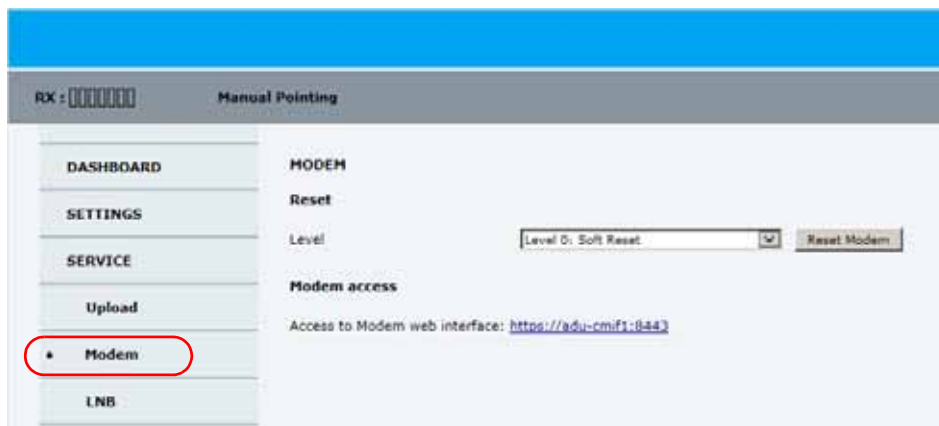 RX : Manual Pointing
DASHBOARD
SETTINGS
SERVICE
Upload
• Modem
LNB
MODEM
Reset
Level Level 0: Soft Reset Reset Modem
Modem access
Access to Modem web interface: https://adu-cmif1:8443